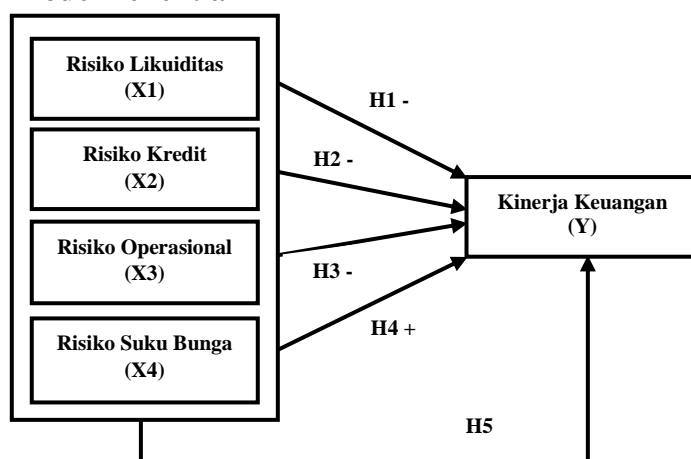 Risiko Likuiditas
(X1)
Risiko Kredit
(X2)
Risiko Operasional
(X3)
Risiko Suku Bunga
(X4)
H1 -
H2 -
H3 -
H4 +
Kinerja Keuangan
(Y)
H5